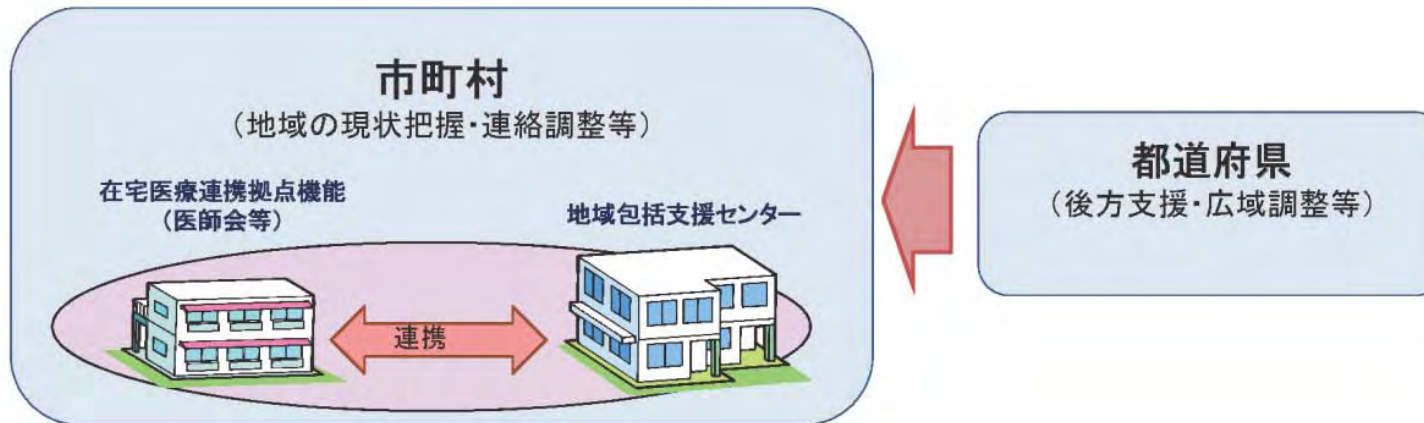 市町村
（地域の現状把握・連絡調整等）
在宅医療連携拠点機能
（医師会等）
地域包括支援センター
連携
都道府県
（後方支援・広域調整等）